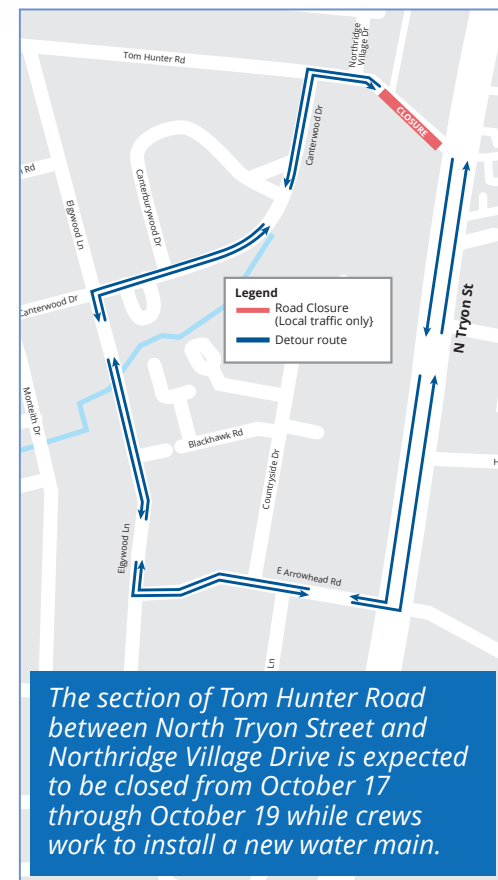 Northridge
Village Dr
Tom Hunter Rd
CLOSURE
Canterwood Dr
Rd
Canterburywood Dr
Elgywood Ln
Canterwood Dr
Legend
Road Closure
(Local traffic only}
Detour route
N Tryon St
Monteith Dr
Blackhawk Rd
Countryside Dr
H
Elgywood Ln
E Arrowhead Rd
Ln
The section of Tom Hunter Road
between North Tryon Street and
Northridge Village Drive is expected
to be closed from October 17
through October 19 while crews
work to install a new water main.